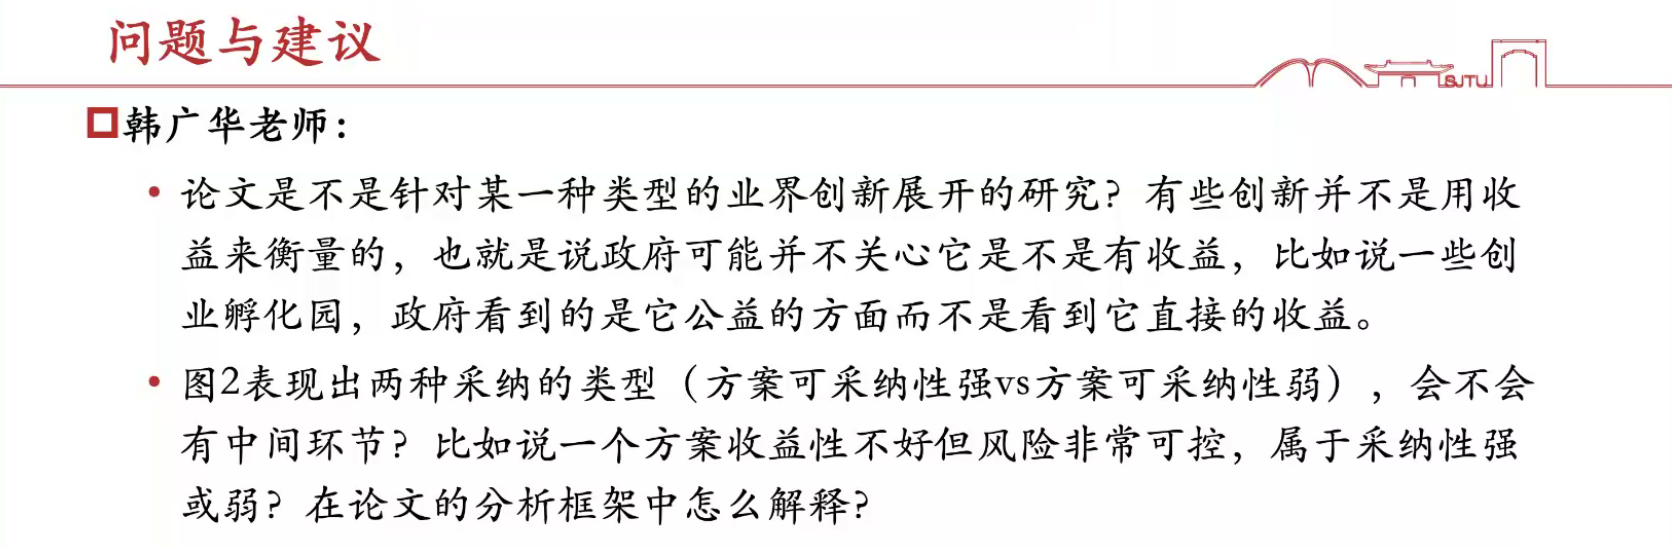 问题与建议
SJTU
韩广华老师：
论文是不是针对某一种类型的业界创新展开的研究？有些创新并不是用收
益来衡量的，也就是说政府可能并不关心它是不是有收益，比如说一些创
业孵化园，政府看到的是它公益的方面而不是看到它直接的收益。
图2表现出两种采纳的类型（方案可采纳性强vs方案可采纳性弱），会不会
有中间环节？比如说一个方案收益性不好但风险非常可控，属于采纳性强
或弱？在论文的分析框架中怎么解释？